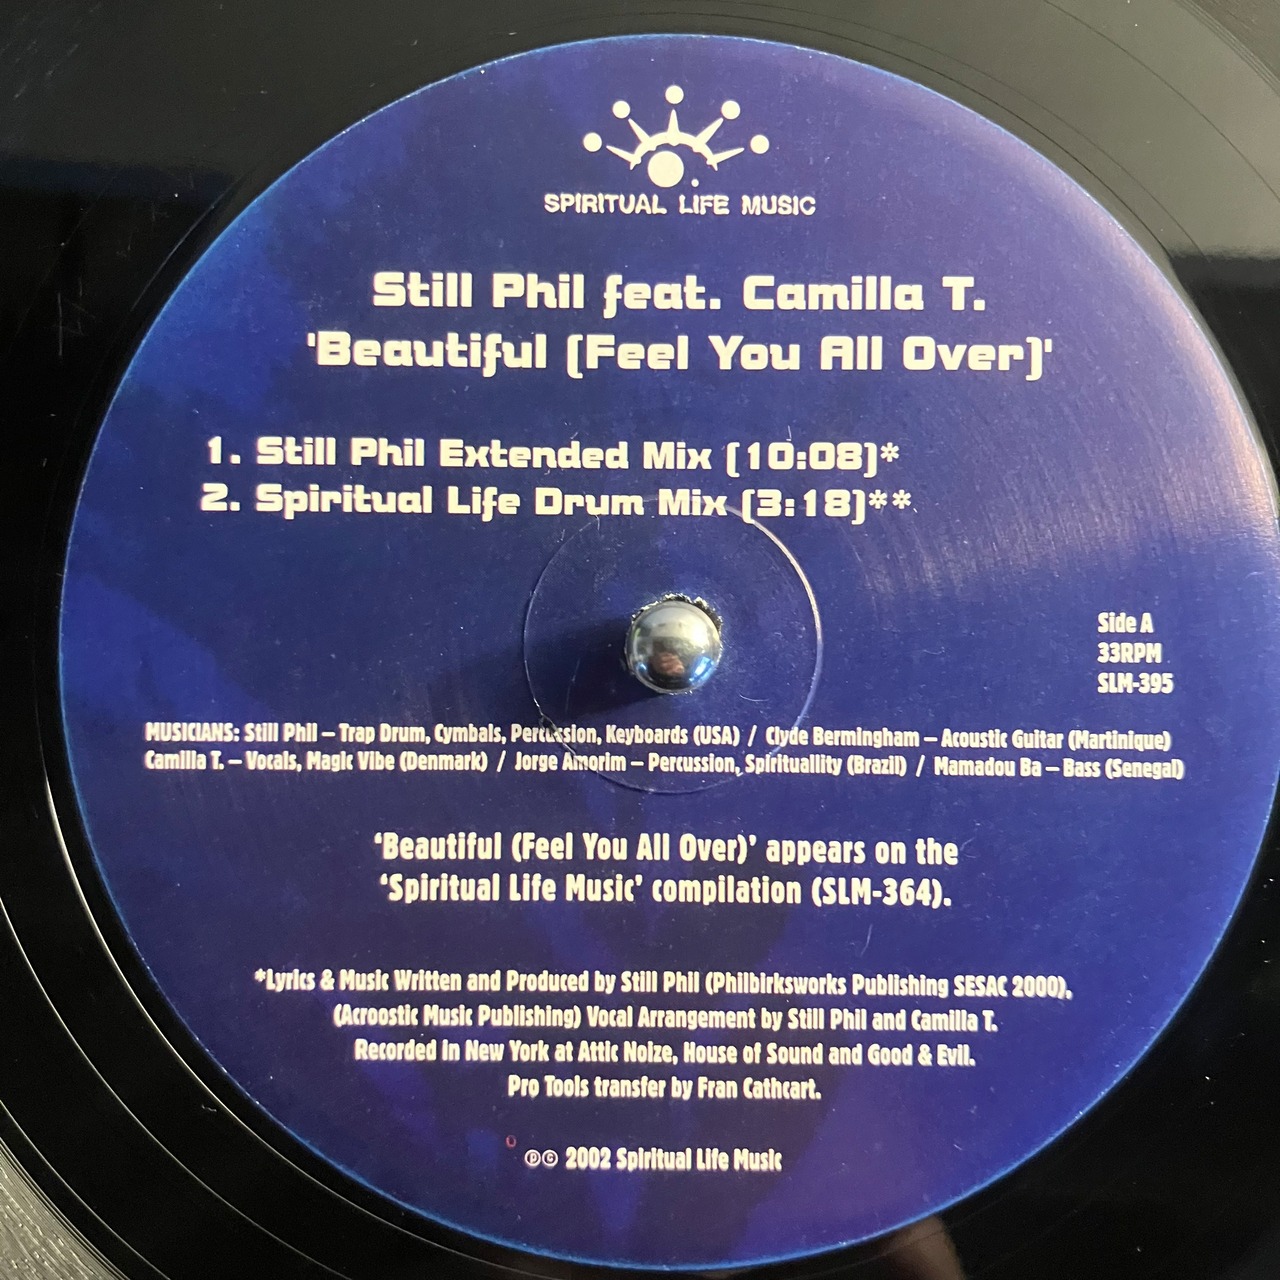 SPIRITUAL LIFE MUSIC
Still Phil feat. Camilla T.
'Beautiful (Feel You All Over)'
1. Still Phil Extended Mix (10:08)*
2. Spiritual Life Drum Mix (3:18)**
Side A
33RPM
SLM-395
MUSICIANS: Still Phil – Trap Drum, Cymbals, Percussion, Keyboards (USA) / Clyde Bermingham – Acoustic Guitar (Martinique)
Camilla T. – Vocals, Magic Vibe (Denmark) / Jorge Amorim – Percussion, Spirituallity (Brazil) / Mamadou Ba – Bass (Senegal)
‘Beautiful (Feel You All Over)’ appears on the
‘Spiritual Life Music’ compilation (SLM-364).
*Lyrics & Music Written and Produced by Still Phil (Philbirksworks Publishing SESAC 2000).
(Acroostic Music Publishing) Vocal Arrangement by Still Phil and Camilla T.
Recorded in New York at Attic Noize, House of Sound and Good & Evil.
Pro Tools transfer by Fran Cathcart.
℗© 2002 Spiritual Life Music